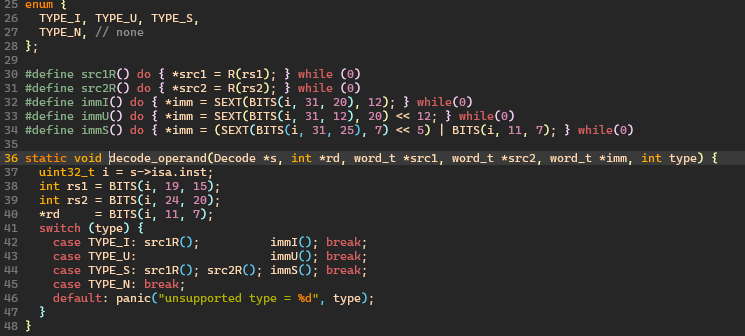 25 enum {
26   TYPE_I, TYPE_U, TYPE_S,
27   TYPE_N, // none
28 };
29
30 #define src1R() do { *src1 = R(rs1); } while (0)
31 #define src2R() do { *src2 = R(rs2); } while (0)
32 #define immI() do { *imm = SEXT(BITS(i, 31, 20), 12); } while(0)
33 #define immU() do { *imm = SEXT(BITS(i, 31, 12), 20) << 12; } while(0)
34 #define immS() do { *imm = (SEXT(BITS(i, 31, 25), 7) << 5) | BITS(i, 11, 7); } while(0)
35
36 static void decode_operand(Decode *s, int *rd, word_t *src1, word_t *src2, word_t *imm, int type) {
37   uint32_t i = s->isa.inst;
38   int rs1 = BITS(i, 19, 15);
39   int rs2 = BITS(i, 24, 20);
40   *rd     = BITS(i, 11, 7);
41   switch (type) {
42     case TYPE_I: src1R();          immI(); break;
43     case TYPE_U:                   immU(); break;
44     case TYPE_S: src1R(); src2R(); immS(); break;
45     case TYPE_N: break;
46     default: panic("unsupported type = %d", type);
47   }
48 }